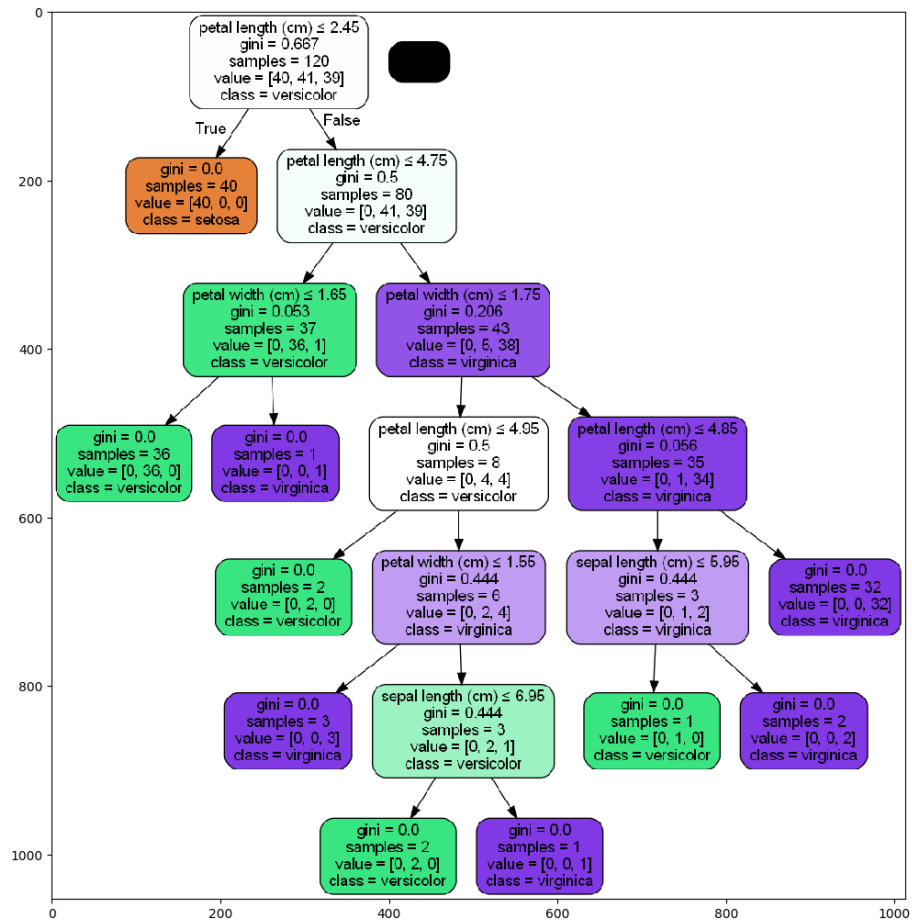 petal length (cm) ≤ 2.45
gini = 0.667
samples = 120
value = [40, 41, 39]
class = versicolor
True
False
gini = 0.0
samples = 40
value = [40, 0, 0]
class = setosa
petal length (cm) ≤ 4.75
gini = 0.5
samples = 80
value = [0, 41, 39]
class = versicolor
petal width (cm) ≤ 1.65
gini = 0.053
samples = 37
value = [0, 36, 1]
class = versicolor
petal width (cm) ≤ 1.75
gini = 0.206
samples = 43
value = [0, 5, 38]
class = virginica
gini = 0.0
samples = 36
value = [0, 36, 0]
class = versicolor
gini = 0.0
samples = 1
value = [0, 0, 1]
class = virginica
petal length (cm) ≤ 4.95
gini = 0.5
samples = 8
value = [0, 4, 4]
class = versicolor
petal length (cm) ≤ 4.85
gini = 0.056
samples = 35
value = [0, 1, 34]
class = virginica
gini = 0.0
samples = 2
value = [0, 2, 0]
class = versicolor
petal width (cm) ≤ 1.55
gini = 0.444
samples = 6
value = [0, 2, 4]
class = virginica
sepal length (cm) ≤ 5.95
gini = 0.444
samples = 3
value = [0, 1, 2]
class = virginica
gini = 0.0
samples = 32
value = [0, 0, 32]
class = virginica
gini = 0.0
samples = 3
value = [0, 0, 3]
class = virginica
sepal length (cm) ≤ 6.95
gini = 0.444
samples = 3
value = [0, 2, 1]
class = versicolor
gini = 0.0
samples = 1
value = [0, 1, 0]
class = versicolor
gini = 0.0
samples = 2
value = [0, 0, 2]
class = virginica
gini = 0.0
samples = 2
value = [0, 2, 0]
class = versicolor
gini = 0.0
samples = 1
value = [0, 0, 1]
class = virginica
0
200
400
600
800
1000
0
200
400
600
800
1000